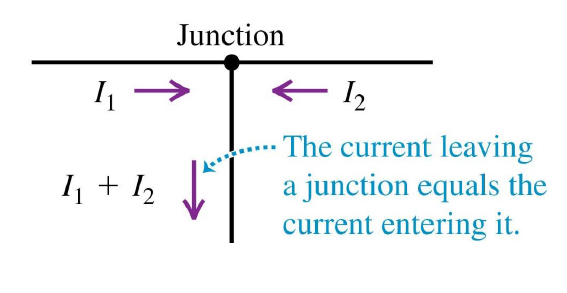 Junction
I₁
I₂
The current leaving
I₁ + I₂
a junction equals the
current entering it.